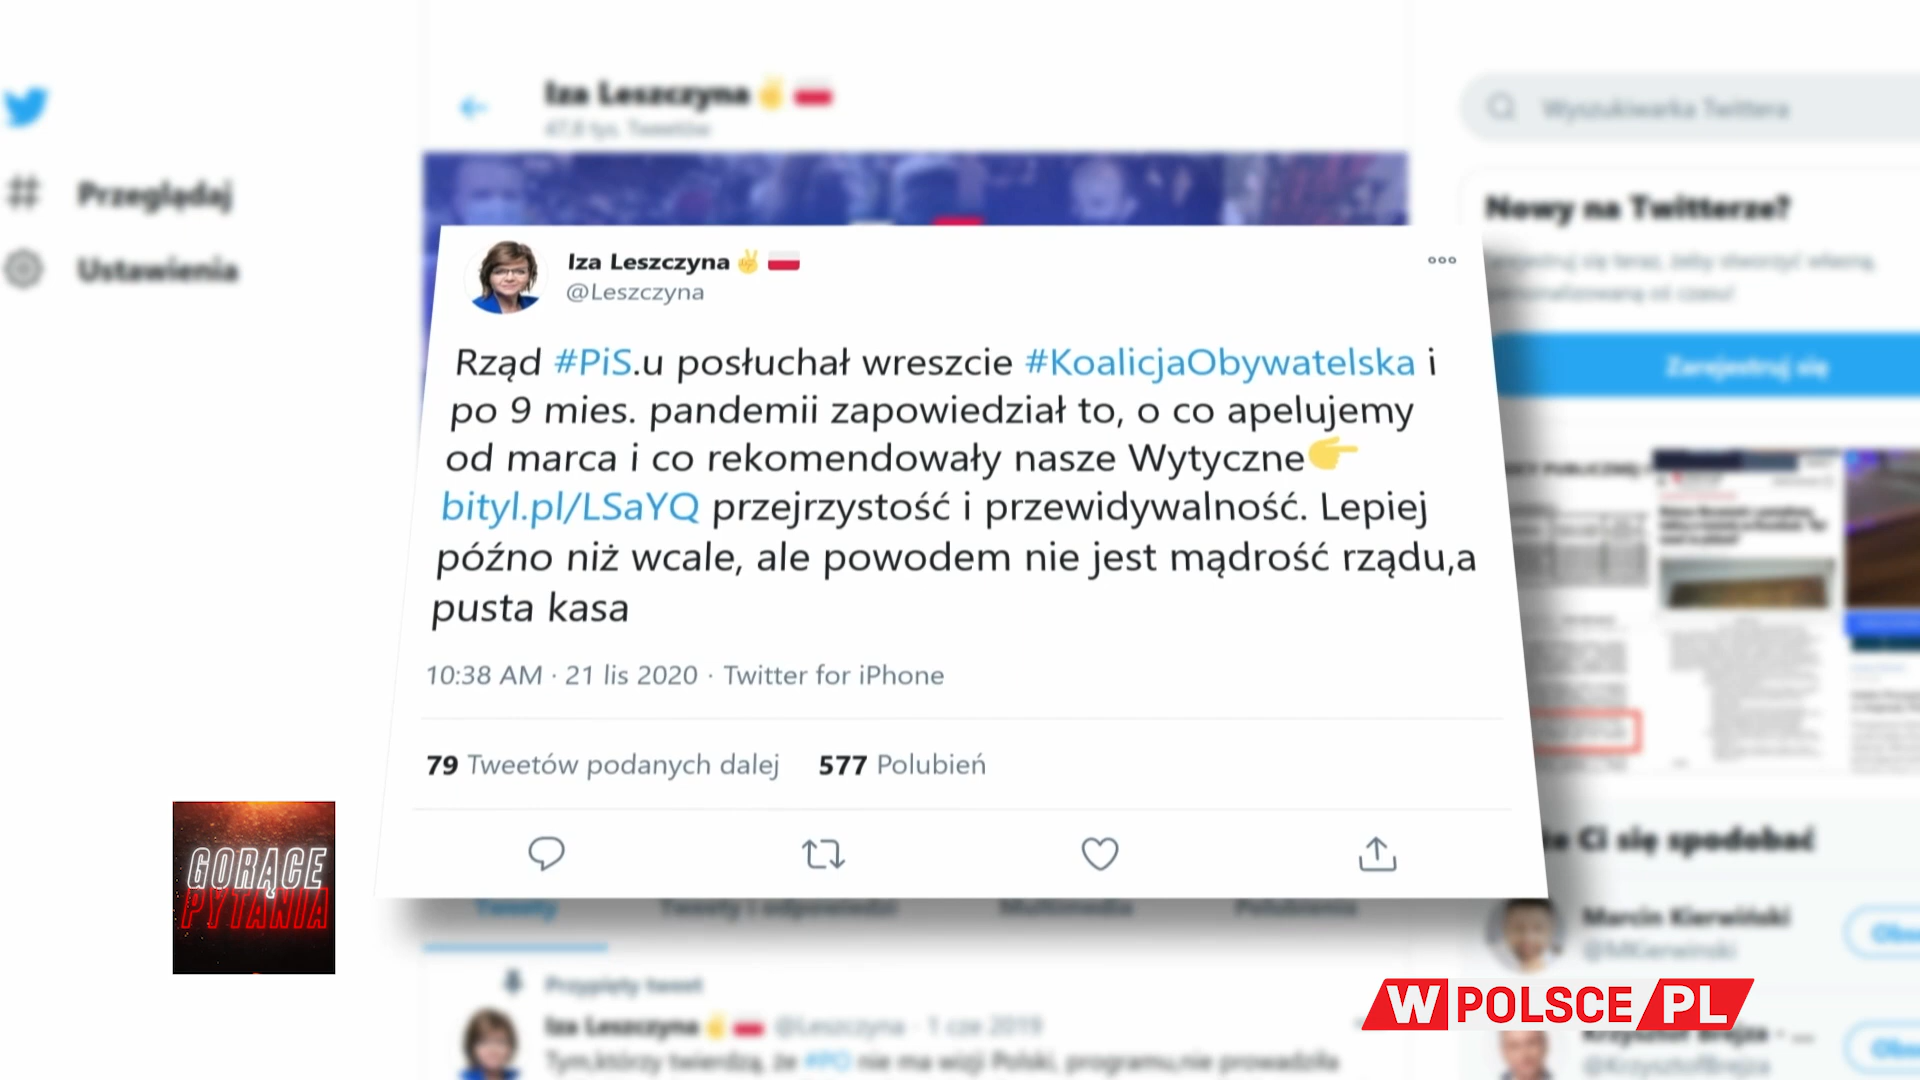 Iza Leszczyna
47,8 tys. Tweetów
Wyszukiwarka Twittera
Przeglądaj
Ustawienia
Nowy na Twitterze?
Zarejestruj się
Iza Leszczyna
@Leszczyna
Rząd #PiS.u posłuchał wreszcie #KoalicjaObywatelska i
po 9 mies. pandemii zapowiedział to, o co apelujemy
od marca i co rekomendowały nasze Wytyczne👉
bityl.pl/LSaYQ przejrzystość i przewidywalność. Lepiej
późno niż wcale, ale powodem nie jest mądrość rządu,a
pusta kasa
10:38 AM · 21 lis 2020 · Twitter for iPhone
79 Tweetów podanych dalej 577 Polubień
GORĄCE
PYTANIA
Ci się spodobać
Tweety Tweety i odpowiedzi Multimedia Polubienia
Marcin Kierwiński
@MKierwinski
Przypięty tweet
Iza Leszczyna @Leszczyna · 1 cze 2019
Tym,którzy twierdzą, że #PO nie ma wizji Polski, programu,nie prowadziła
W POLSCE PL
Krzysztof Brejza - ...
@KrzysztofBrejza